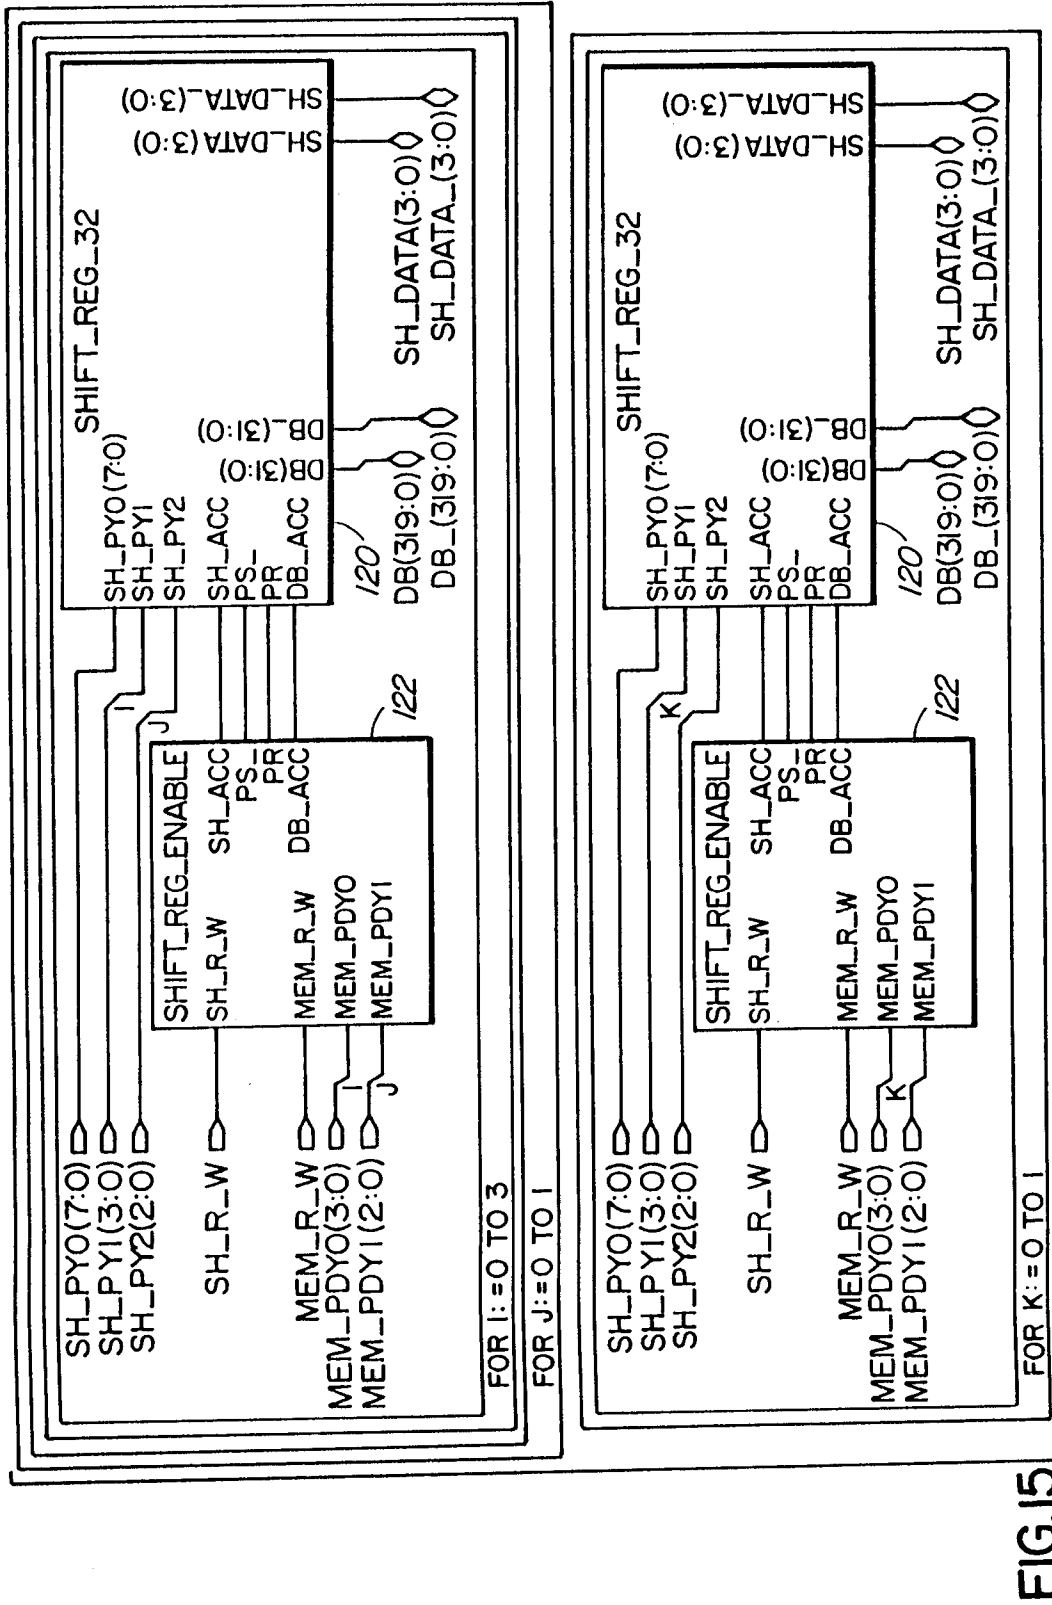 SH_PY0(7:0)
SH_PY1(3:0)
SH_PY2(2:0)
SH_R_W
MEM_R_W
MEM_PDY0(3:0)
MEM_PDY1(2:0)
I
J
SHIFT_REG_ENABLE
SH_R_W
MEM_R_W
MEM_PDY0
MEM_PDY1
SH_ACC
PS_
PR
DB_ACC
122
I
J
SHIFT_REG_32
SH_PY0(7:0)
SH_PY1
SH_PY2
SH_ACC
PS_
PR
DB_ACC
120
DB(31:0)
DB_(31:0)
SH_DATA(3:0)
SH_DATA_(3:0)
DB(319:0)
DB_(319:0)
SH_DATA(3:0)
SH_DATA_(3:0)
FOR I:=0 TO 3
FOR J:=0 TO 1
SH_PY0(7:0)
SH_PY1(3:0)
SH_PY2(2:0)
SH_R_W
MEM_R_W
MEM_PDY0(3:0)
MEM_PDY1(2:0)
K
SHIFT_REG_ENABLE
SH_R_W
MEM_R_W
MEM_PDY0
MEM_PDY1
SH_ACC
PS_
PR
DB_ACC
122
K
SHIFT_REG_32
SH_PY0(7:0)
SH_PY1
SH_PY2
SH_ACC
PS_
PR
DB_ACC
120
DB(31:0)
DB_(31:0)
SH_DATA(3:0)
SH_DATA_(3:0)
DB(319:0)
DB_(319:0)
SH_DATA(3:0)
SH_DATA_(3:0)
FOR K:=0 TO 1
FIG.15